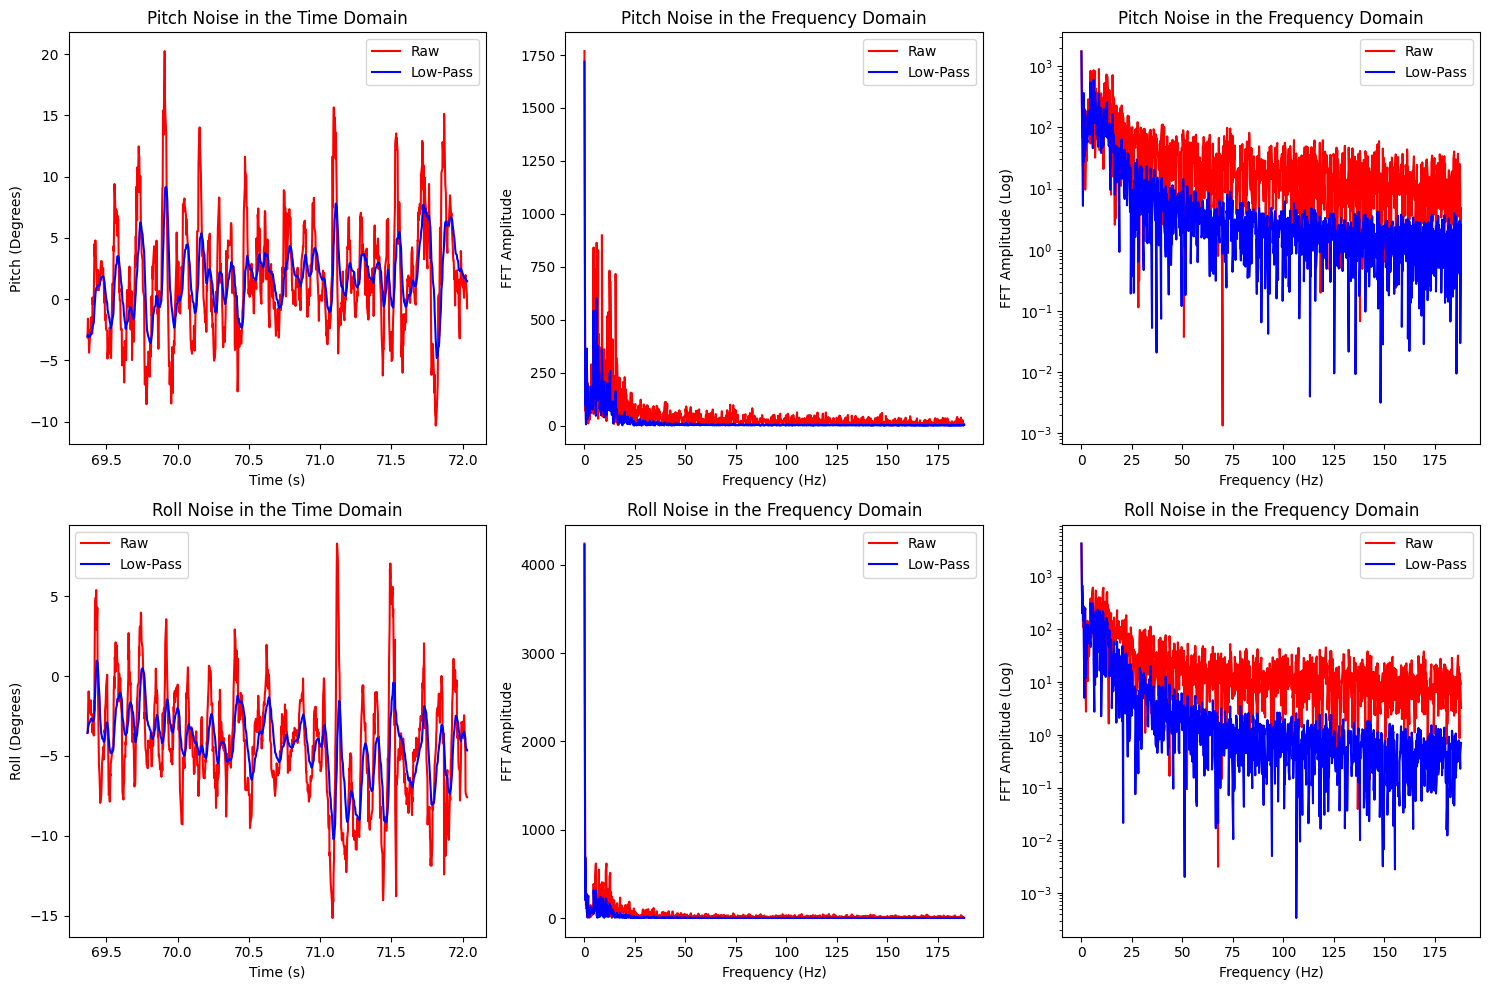 Pitch Noise in the Time Domain
Raw
Low-Pass
Pitch (Degrees)
20
15
10
5
0
−5
−10
69.5
70.0
70.5
71.0
71.5
72.0
Time (s)
Pitch Noise in the Frequency Domain
Raw
Low-Pass
FFT Amplitude
1750
1500
1250
1000
750
500
250
0
0
25
50
75
100
125
150
175
Frequency (Hz)
Pitch Noise in the Frequency Domain
Raw
Low-Pass
FFT Amplitude (Log)
10³
10²
10¹
10⁰
10⁻¹
10⁻²
10⁻³
0
25
50
75
100
125
150
175
Frequency (Hz)
Roll Noise in the Time Domain
Raw
Low-Pass
Roll (Degrees)
5
0
−5
−10
−15
69.5
70.0
70.5
71.0
71.5
72.0
Time (s)
Roll Noise in the Frequency Domain
Raw
Low-Pass
FFT Amplitude
4000
3000
2000
1000
0
0
25
50
75
100
125
150
175
Frequency (Hz)
Roll Noise in the Frequency Domain
Raw
Low-Pass
FFT Amplitude (Log)
10³
10²
10¹
10⁰
10⁻¹
10⁻²
10⁻³
0
25
50
75
100
125
150
175
Frequency (Hz)